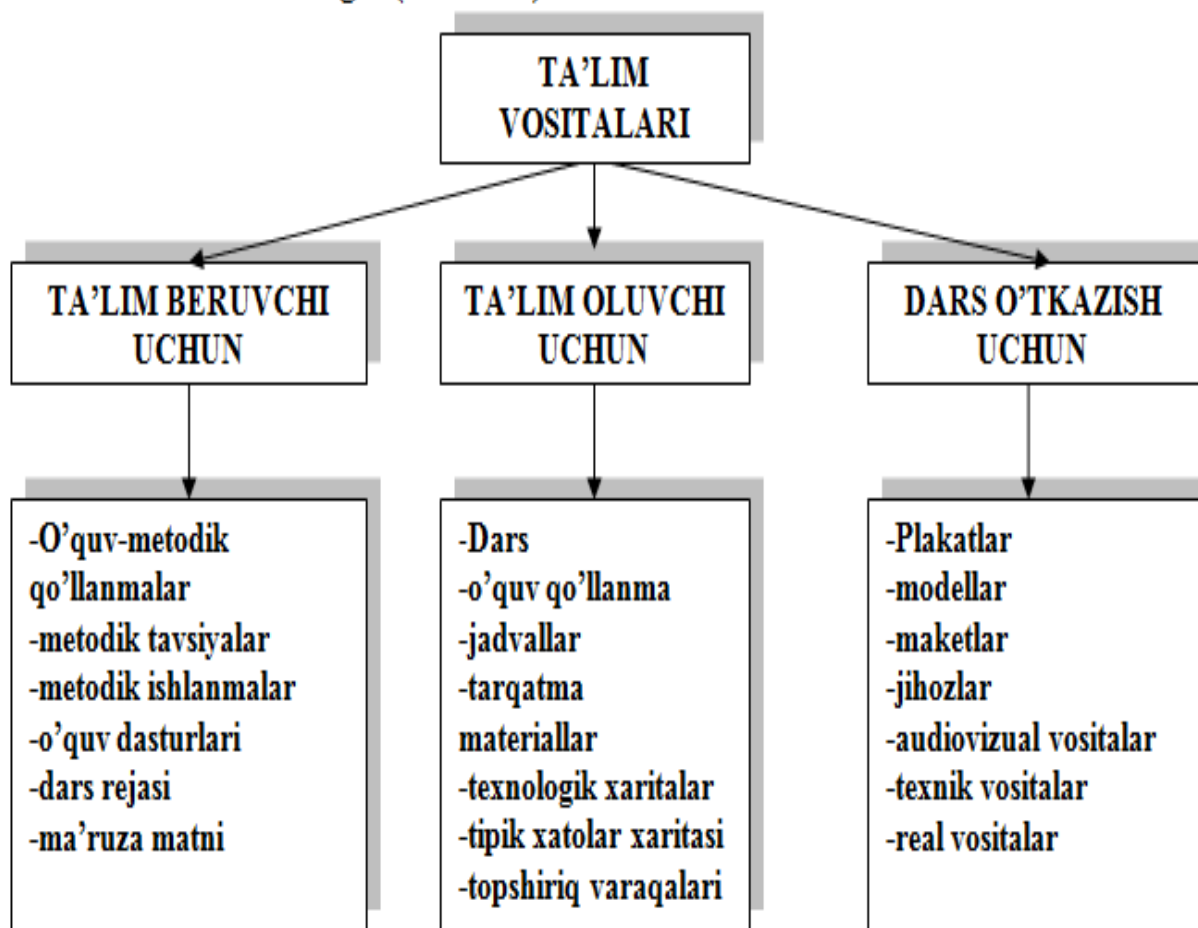 TA’LIM
VOSITALARI
TA’LIM BERUVCHI
UCHUN
TA’LIM OLUVCHI
UCHUN
DARS O’TKAZISH
UCHUN
-O’quv-metodik
qo’llanmalar
-metodik tavsiyalar
-metodik ishlanmalar
-o’quv dasturlari
-dars rejasi
-ma’ruza matni
-Dars
-o’quv qo’llanma
-jadvallar
-tarqatma
materiallar
-texnologik xaritalar
-tipik xatolar xaritasi
-topshiriq varaqalari
-Plakatlar
-modellar
-maketlar
-jihozlar
-audiovizual vositalar
-texnik vositalar
-real vositalar